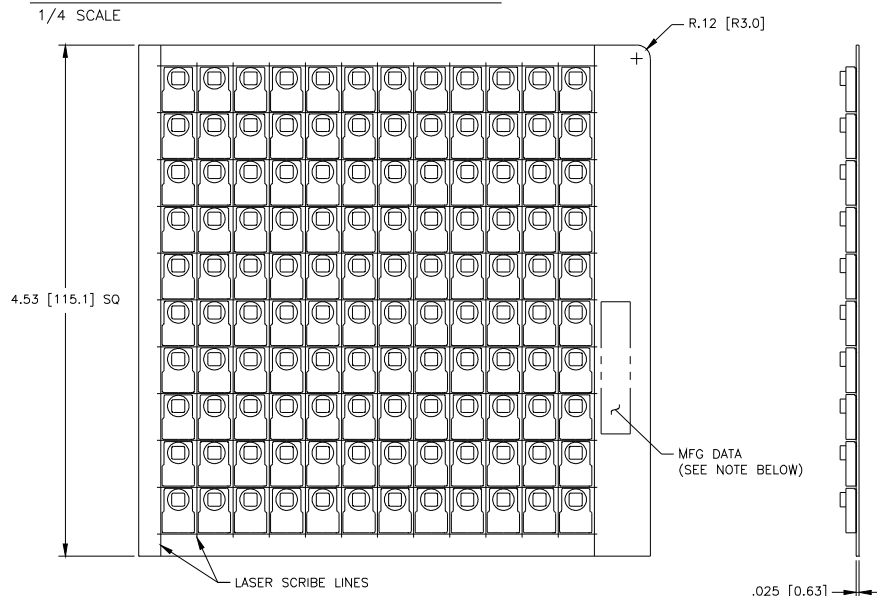 1/4 SCALE
R.12 [R3.0]
4.53 [115.1] SQ
MFG DATA
(SEE NOTE BELOW)
LASER SCRIBE LINES
.025 [0.63]